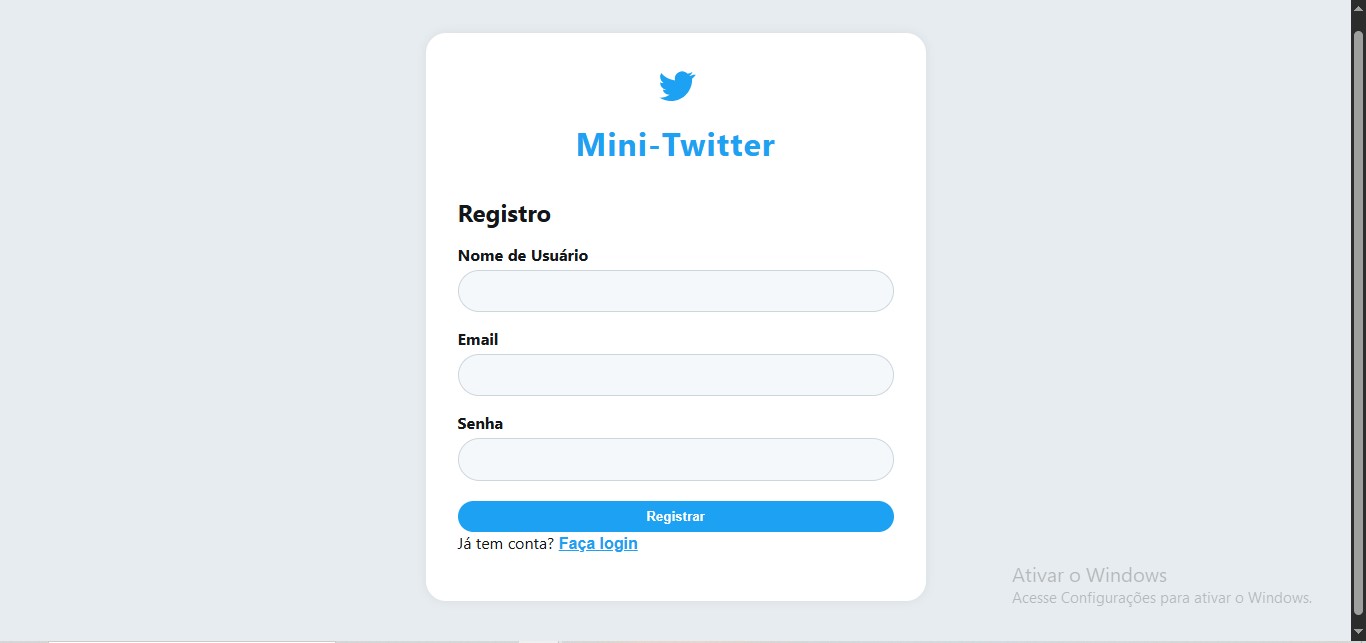 Mini-Twitter
Registro
Nome de Usuário
Email
Senha
Registrar
Já tem conta? Faça login
Ativar o Windows
Acesse Configurações para ativar o Windows.